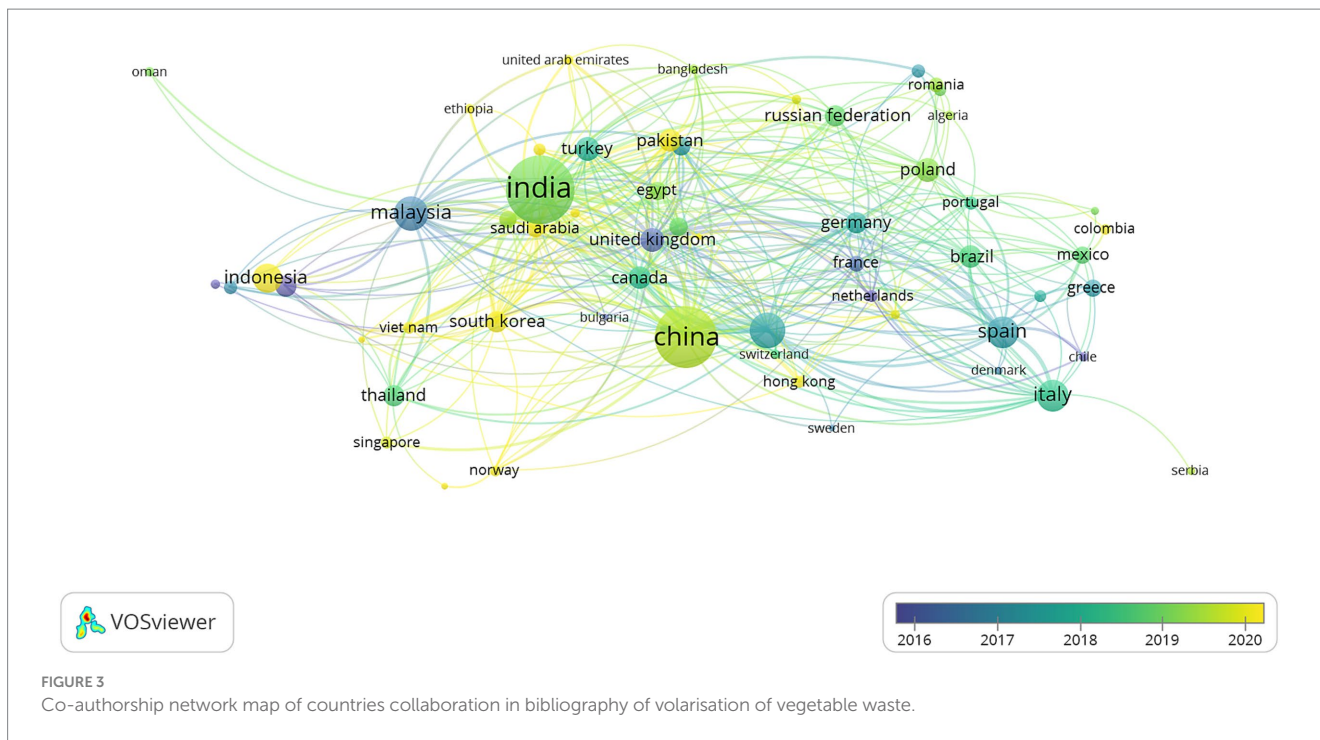 oman
united arab emirates
bangladesh
romania
ethiopia
algeria
russian federation
turkey
pakistan
poland
india
egypt
portugal
malaysia
saudi arabia
united kingdom
germany
colombia
brazil
mexico
france
indonesia
canada
greece
netherlands
bulgaria
viet nam
south korea
china
spain
switzerland
chile
denmark
hong kong
thailand
italy
sweden
singapore
norway
serbia
VOSviewer
2016 2017 2018 2019 2020
FIGURE 3
Co-authorship network map of countries collaboration in bibliography of volarisation of vegetable waste.